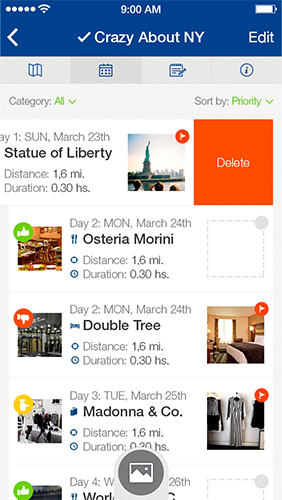 9:00 AM
Crazy About NY
Edit
Category: All
Sort by: Priority
ay 1: SUN, March 23th
Statue of Liberty
Distance: 1,6 mi.
Duration: 0.30 hs.
Delete
Day 2: MON, March 24th
Osteria Morini
Distance: 1,6 mi.
Duration: 0.30 hs.
Day 2: MON, March 24th
Double Tree
Distance: 1,6 mi.
Duration: 0.30 hs.
Day 3: TUE, March 25th
Madonna & Co.
Distance: 1,6 mi.
Duration: 0.30 hs.
Day 4: W 26th